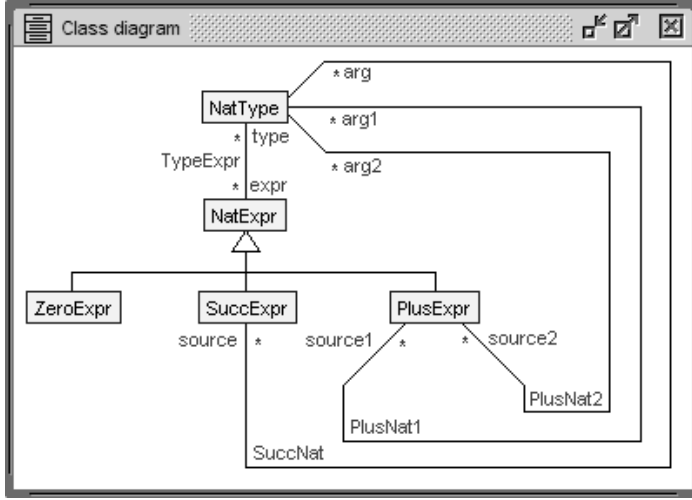 Class diagram
* arg
NatType
* arg1
* type
TypeExpr
* arg2
* expr
NatExpr
ZeroExpr
SuccExpr
PlusExpr
source *
source1 *
* source2
PlusNat2
PlusNat1
SuccNat